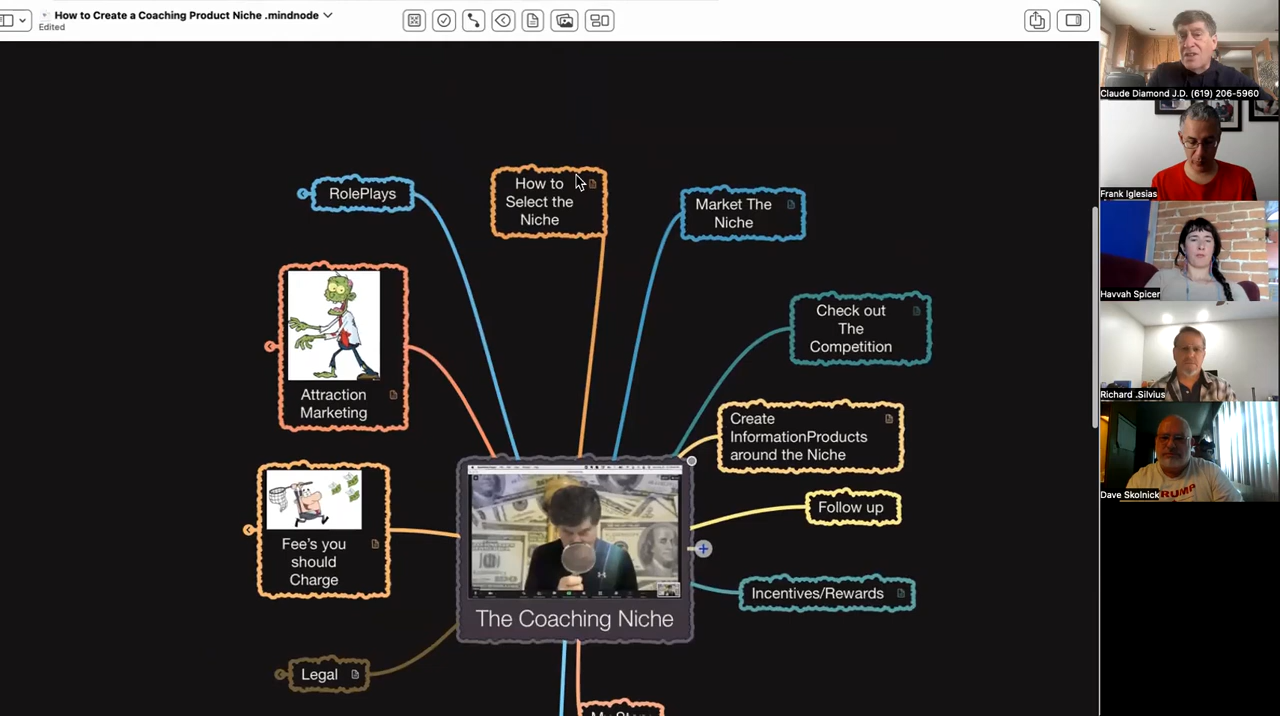 How to Create a Coaching Product Niche .mindnode
Edited
Claude Diamond J.D. (619) 206-5960
Frank Iglesias
Havvah Spicer
Richard .Silvius
Dave Skolnick
RolePlays
How to
Select the
Niche
Market The
Niche
Check out
The
Competition
Attraction
Marketing
Create
InformationProducts
around the Niche
Follow up
Fee's you
should
Charge
Incentives/Rewards
The Coaching Niche
Legal